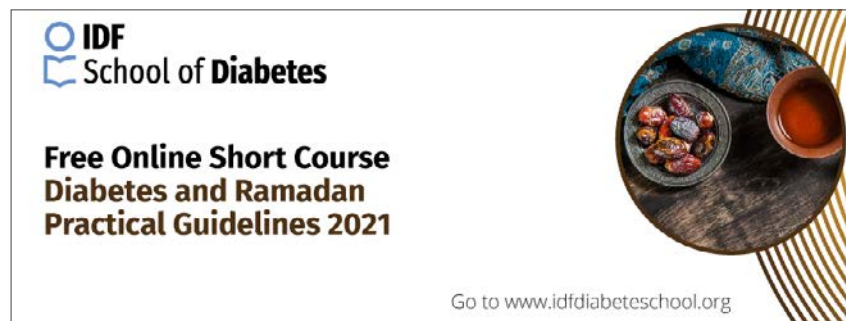 IDF
School of Diabetes
Free Online Short Course
Diabetes and Ramadan
Practical Guidelines 2021
Go to www.idfdiabeteschool.org